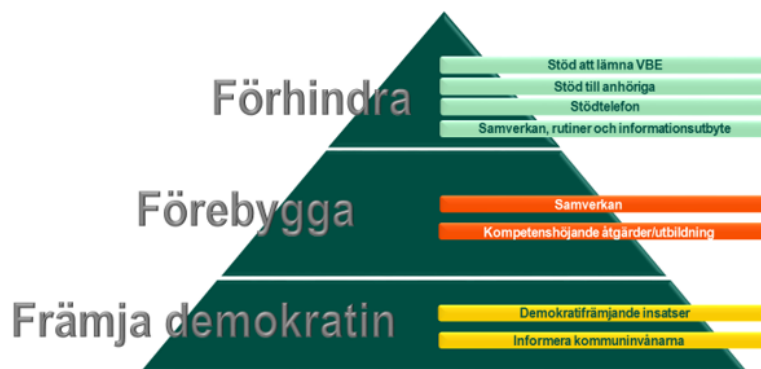 Förhindra
Stöd att lämna VBE
Stöd till anhöriga
Stödtelefon
Samverkan, rutiner och informationsutbyte
Förebygga
Samverkan
Kompetenshöjande åtgärder/utbildning
Främja demokratin
Demokratifrämjande insatser
Informera kommuninvånarna